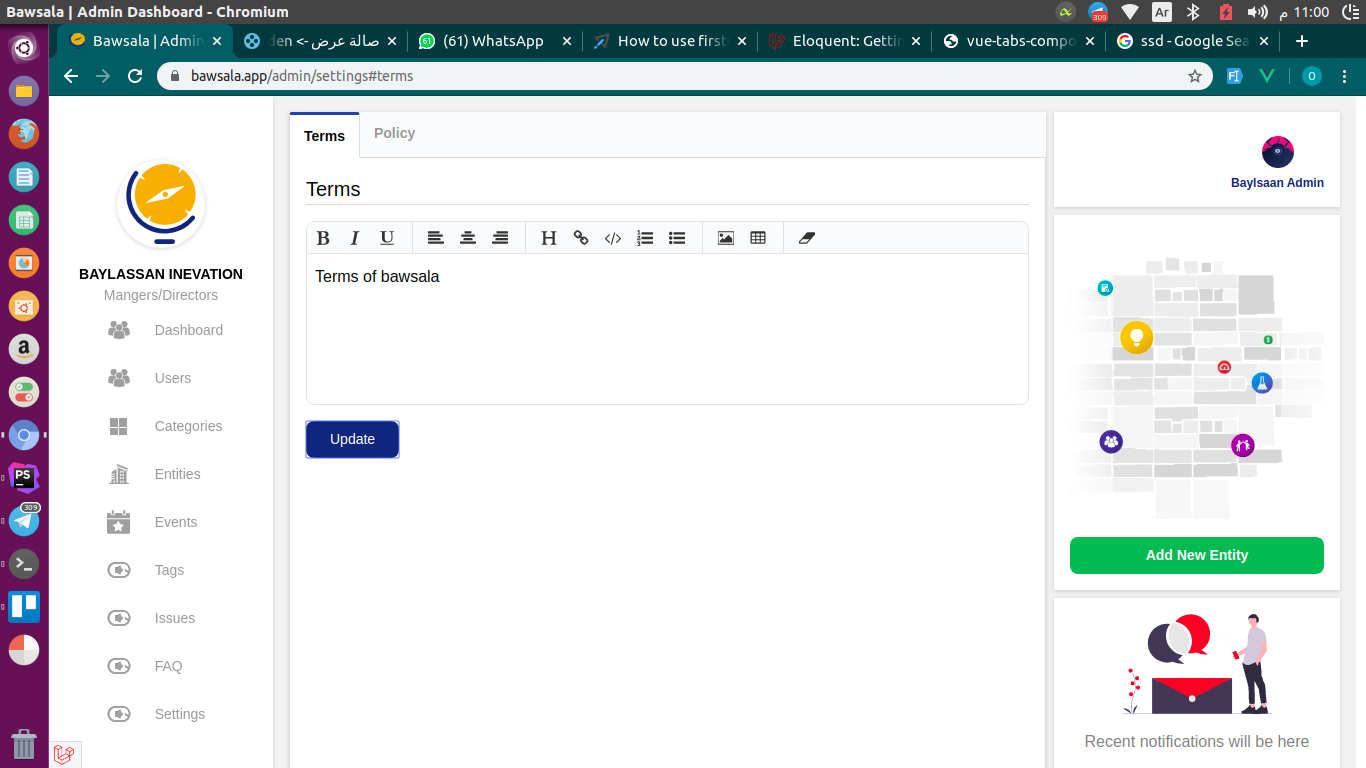 Bawsala | Admin Dashboard - Chromium
309
Ar
11:00 م
Bawsala | Admin
صالة عرض -> den
61
(61) WhatsApp
How to use first
Eloquent: Gettin
vue-tabs-compo
ssd - Google Sea
bawsala.app/admin/settings#terms
O
BAYLASSAN INEVATION
Mangers/Directors
Dashboard
Users
Categories
Entities
Events
Tags
Issues
FAQ
Settings
a
PS
309
Terms
Policy
Terms
B
I
U
H
Terms of bawsala
Update
Baylsaan Admin
Add New Entity
Recent notifications will be here